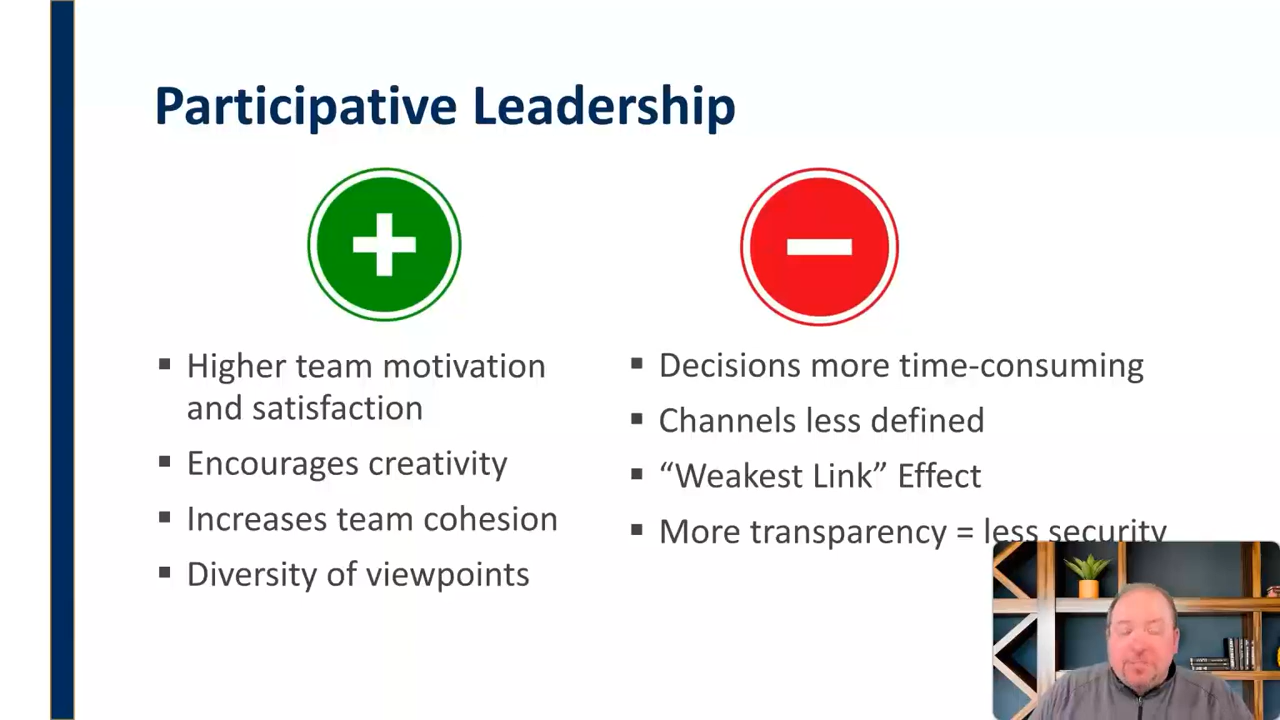 Participative Leadership
▪ Higher team motivation
and satisfaction
▪ Encourages creativity
▪ Increases team cohesion
▪ Diversity of viewpoints
▪ Decisions more time-consuming
▪ Channels less defined
▪ “Weakest Link” Effect
▪ More transparency = less security